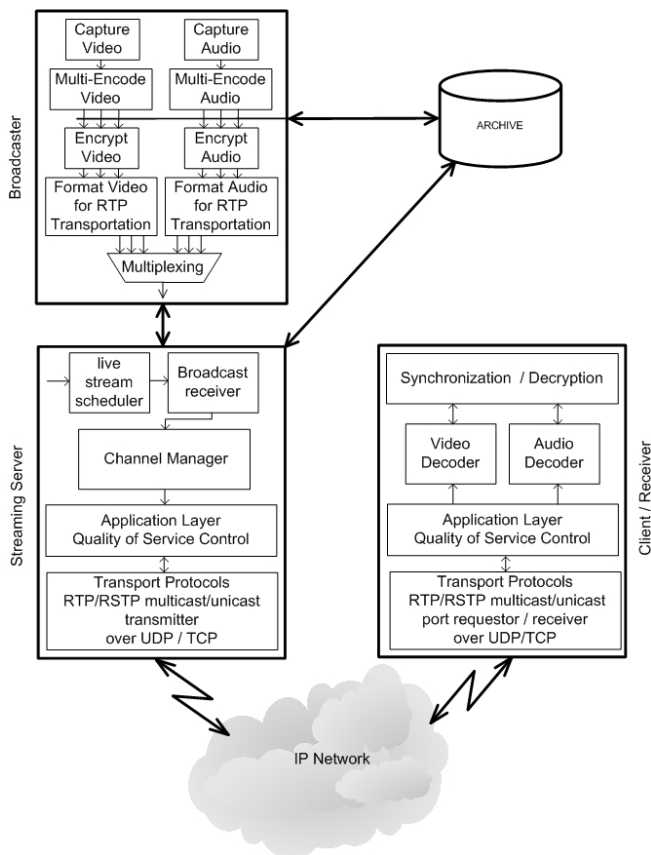 Broadcaster
Capture
Video
Capture
Audio
Multi-Encode
Video
Multi-Encode
Audio
Encrypt
Video
Encrypt
Audio
Format Video
for RTP
Transportation
Format Audio
for RTP
Transportation
Multiplexing
ARCHIVE
Streaming Server
live
stream
scheduler
Broadcast
receiver
Channel Manager
Application Layer
Quality of Service Control
Transport Protocols
RTP/RSTP multicast/unicast
transmitter
over UDP / TCP
Client / Receiver
Synchronization / Decryption
Video
Decoder
Audio
Decoder
Application Layer
Quality of Service Control
Transport Protocols
RTP/RSTP multicast/unicast
port requestor / receiver
over UDP/TCP
IP Network